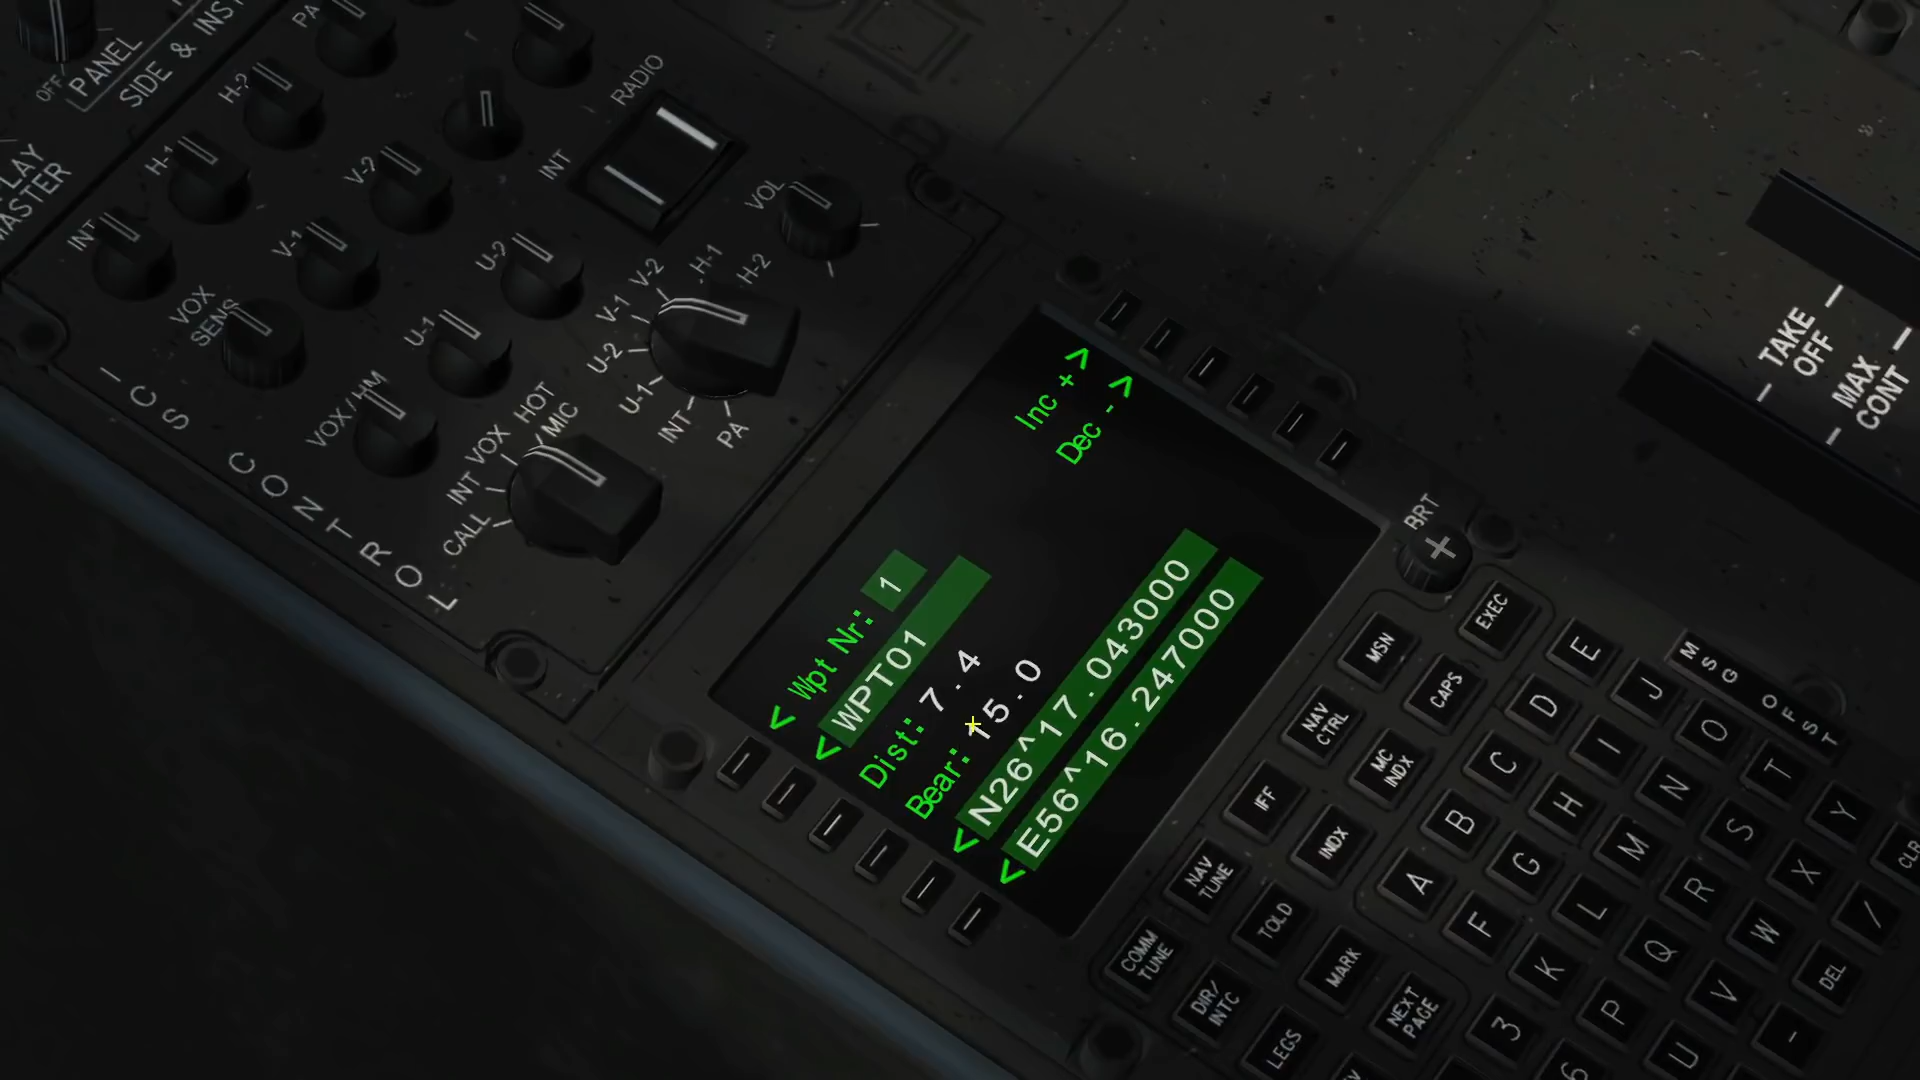 OFF
PANEL
SIDE & INST
LAY
MASTER
PA
H-2
H-1
INT
V-2
V-1
U-2
U-1
VOX
SENS
VOX/HM
RADIO
INT
VOL
H-2
H-1
V-2
V-1
U-2
U-1
INT
PA
HOT
MIC
VOX
INT
CALL
ICS CONTROL
Inc + >
Dec - >
< Wpt Nr: 1
< WPT01
Dist: 7.4
Bear: 15.0
< N26^17.043000
< E56^16.247000
BRT
TAKE
OFF
MAX
CONT
MSG OFST
MSN
EXEC
NAV
CTRL
CAPS
IFF
MC
INDX
NAV
TUNE
INDX
COMM
TUNE
TOLD
DIR/
INTC
MARK
LEGS
NEXT
PAGE
A B C D E
F G H I J
K L M N O
P Q R S T
U V W X Y
3
6
-
DEL
/
CLR